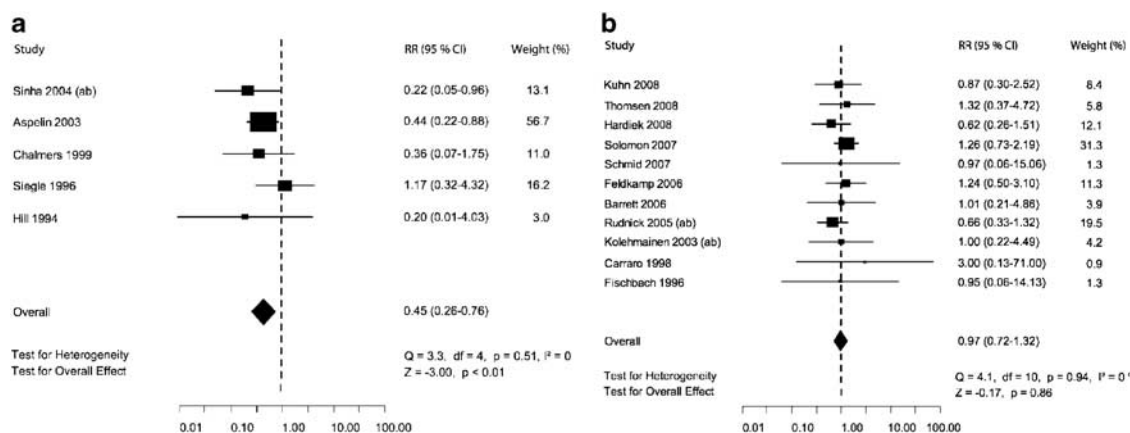 a
Study RR (95 % CI) Weight (%)
Sinha 2004 (ab) 0.22 (0.05-0.96) 13.1
Aspelin 2003 0.44 (0.22-0.88) 56.7
Chalmers 1999 0.36 (0.07-1.75) 11.0
Siegle 1996 1.17 (0.32-4.32) 16.2
Hill 1994 0.20 (0.01-4.03) 3.0
Overall 0.45 (0.26-0.76)
Test for Heterogeneity Q = 3.3, df = 4, p = 0.51, I² = 0
Test for Overall Effect Z = -3.00, p < 0.01
0.01 0.10 1.00 10.00 100.00
b
Study RR (95 % CI) Weight (%)
Kuhn 2008 0.87 (0.30-2.52) 8.4
Thomsen 2008 1.32 (0.37-4.72) 5.8
Hardiek 2008 0.62 (0.26-1.51) 12.1
Solomon 2007 1.26 (0.73-2.19) 31.3
Schmid 2007 0.97 (0.06-15.06) 1.3
Feldkamp 2006 1.24 (0.50-3.10) 11.3
Barrett 2006 1.01 (0.21-4.86) 3.9
Rudnick 2005 (ab) 0.66 (0.33-1.32) 19.5
Kolehmainen 2003 (ab) 1.00 (0.22-4.49) 4.2
Carraro 1998 3.00 (0.13-71.00) 0.9
Fischbach 1996 0.95 (0.06-14.13) 1.3
Overall 0.97 (0.72-1.32)
Test for Heterogeneity Q = 4.1, df = 10, p = 0.94, I² = 0
Test for Overall Effect Z = -0.17, p = 0.86
0.01 0.10 1.00 10.00 100.00